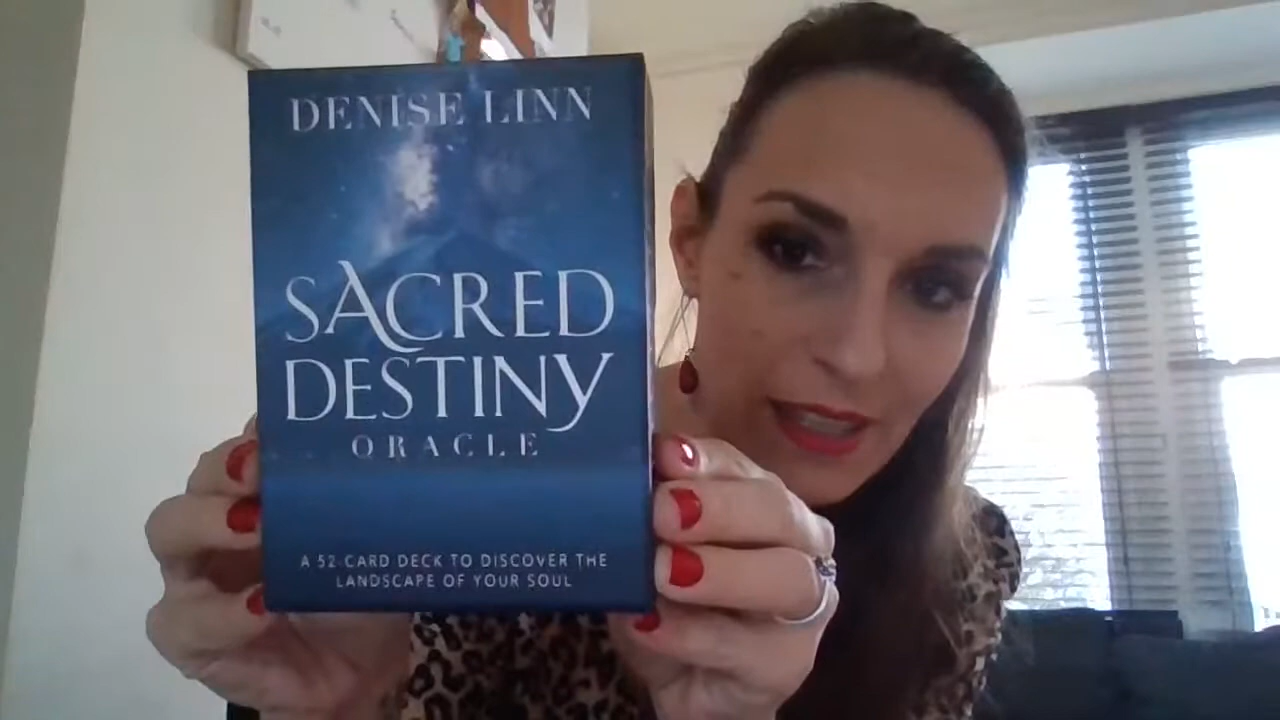 DENISE LINN
SACRED
DESTINY
ORACLE
A 52-CARD DECK TO DISCOVER THE
LANDSCAPE OF YOUR SOUL